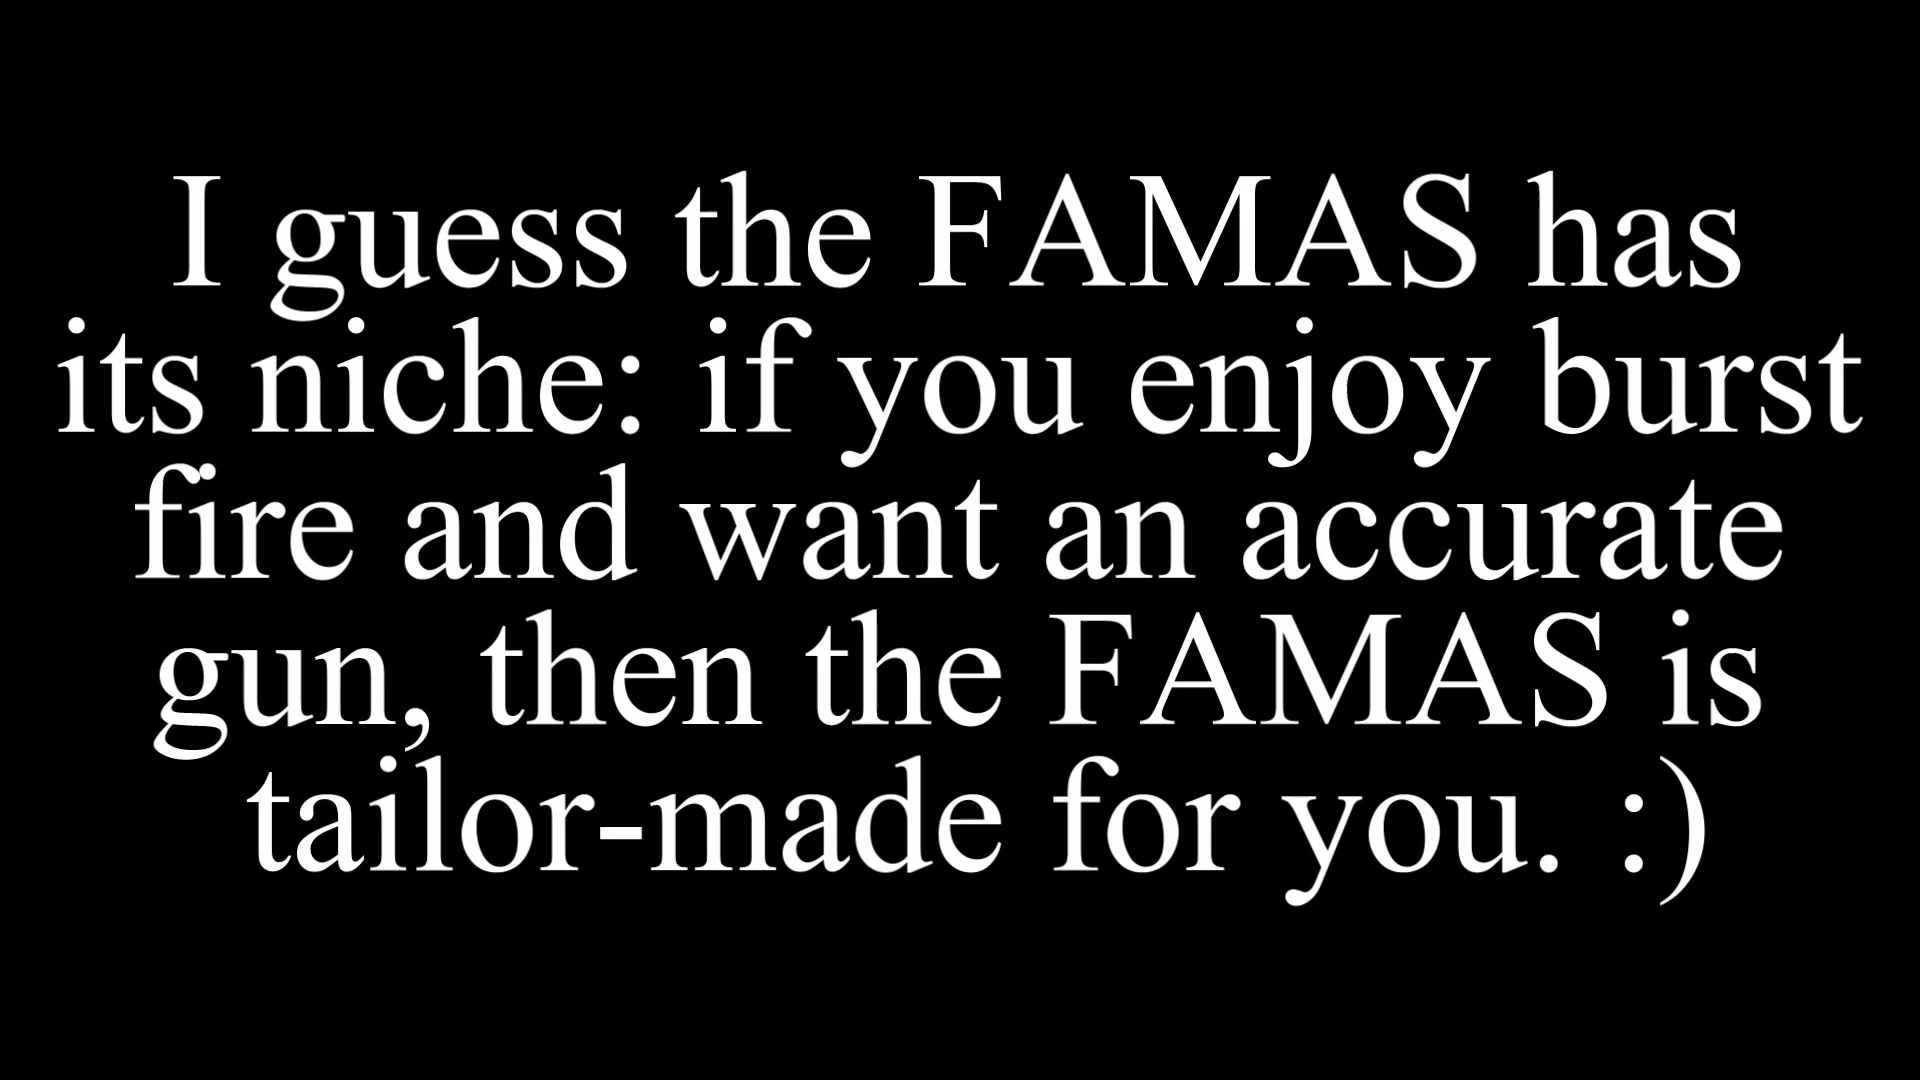 I guess the FAMAS has
its niche: if you enjoy burst
fire and want an accurate
gun, then the FAMAS is
tailor-made for you. :)